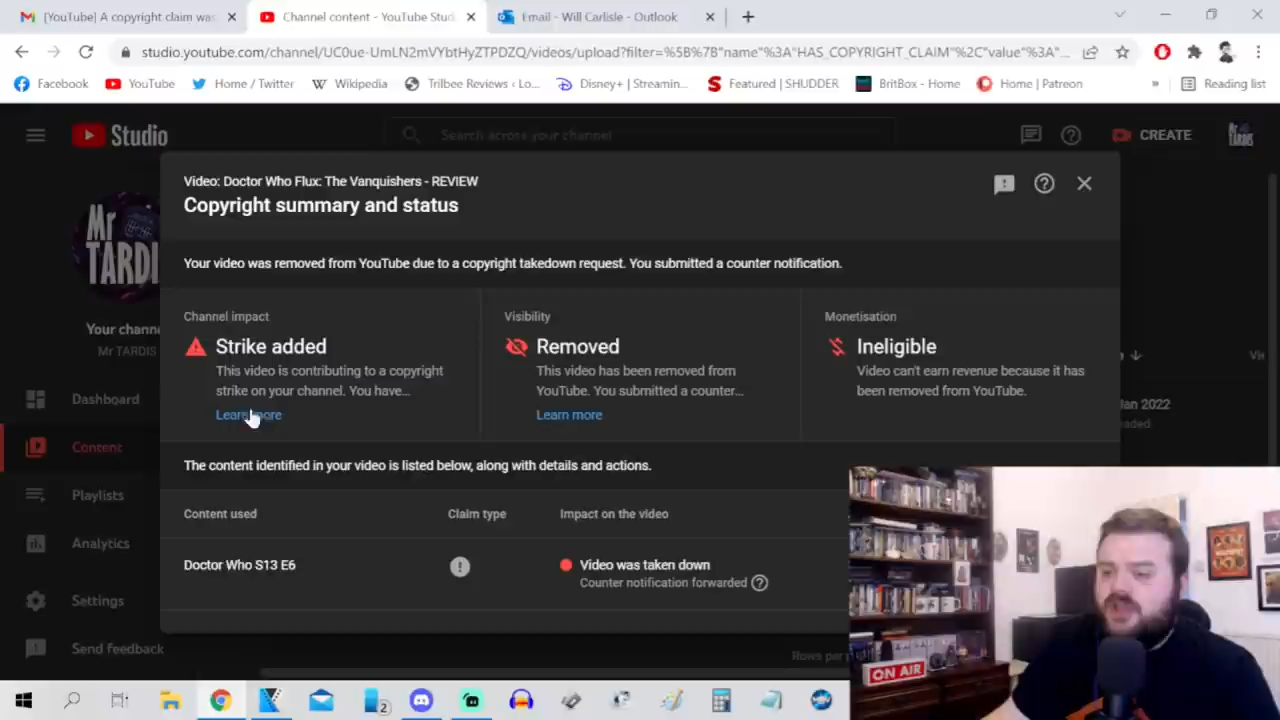 [YouTube] A copyright claim was
Channel content - YouTube Stud
Email - Will Carlisle - Outlook
studio.youtube.com/channel/UC0ue-UmLN2mVYbtHyZTPDZQ/videos/upload?filter=%5B%7B"name"%3A"HAS_COPYRIGHT_CLAIM"%2C"value"%3A"...
Facebook
YouTube
Home / Twitter
Wikipedia
Trilbee Reviews ‹ Lo...
Disney+ | Streamin...
Featured | SHUDDER
BritBox - Home
Home | Patreon
»
Reading list
Studio
Search across your channel
CREATE
Mr TARDIS
Video: Doctor Who Flux: The Vanquishers - REVIEW
Copyright summary and status
Mr
TARDI
Your video was removed from YouTube due to a copyright takedown request. You submitted a counter notification.
Your chann
Mr TARDIS
Channel impact
Strike added
This video is contributing to a copyright
strike on your channel. You have...
Learn more
Visibility
Removed
This video has been removed from
YouTube. You submitted a counter...
Learn more
Monetisation
Ineligible
Video can't earn revenue because it has
been removed from YouTube.
Vi
Jan 2022
aded
Dashboard
Content
Playlists
Analytics
Settings
Send feedback
The content identified in your video is listed below, along with details and actions.
Content used
Claim type
Impact on the video
Doctor Who S13 E6
Video was taken down
Counter notification forwarded
Rows per
ON AIR
2